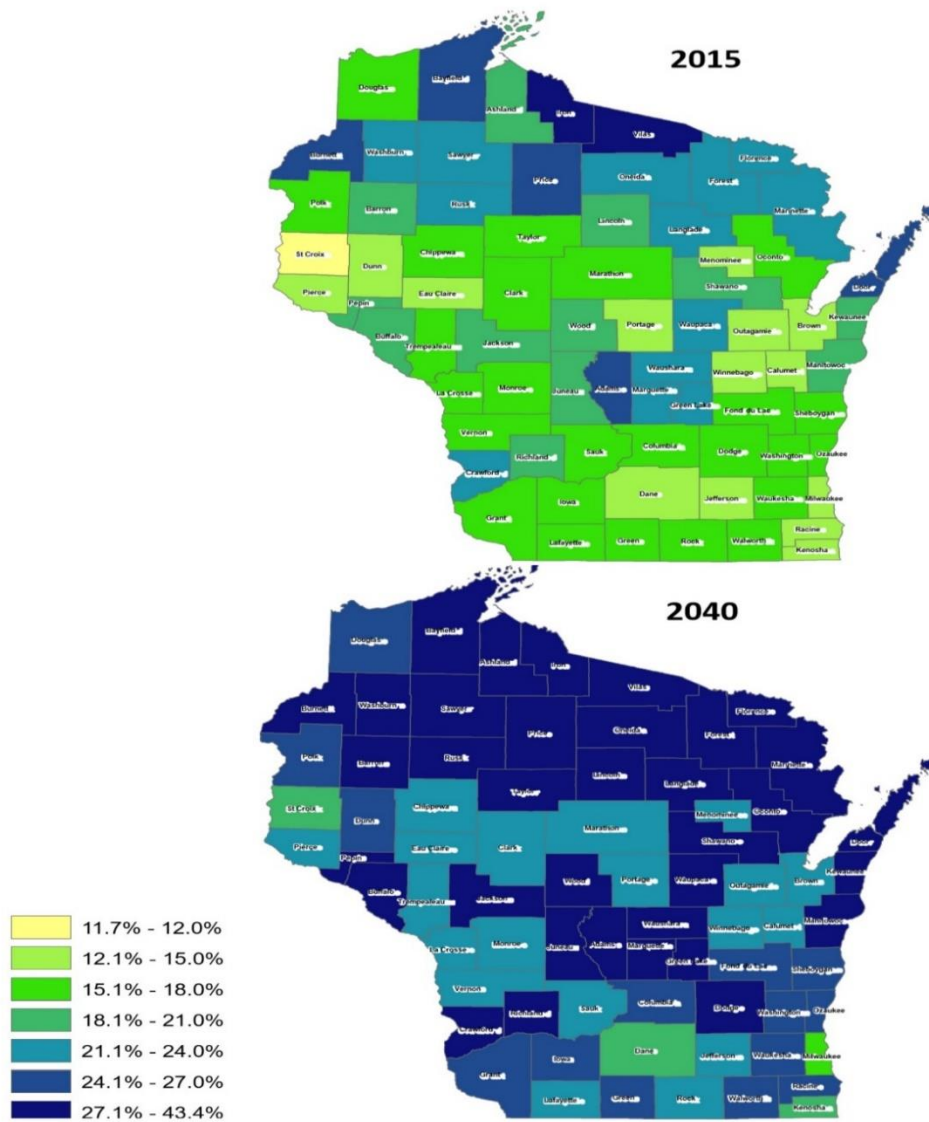 2015
Douglas
Bayfield
Ashland
Iron
Vilas
Burnett
Washburn
Sawyer
Price
Oneida
Florence
Forest
Marinette
Polk
Barron
Rusk
Lincoln
Langlade
St Croix
Dunn
Chippewa
Taylor
Marathon
Menominee
Oconto
Pierce
Pepin
Eau Claire
Clark
Shawano
Door
Buffalo
Trempealeau
Jackson
Wood
Portage
Waupaca
Outagamie
Brown
Kewaunee
La Crosse
Monroe
Juneau
Adams
Waushara
Marquette
Green Lake
Winnebago
Calumet
Manitowoc
Vernon
Fond du Lac
Sheboygan
Crawford
Richland
Sauk
Columbia
Dodge
Washington
Ozaukee
Grant
Iowa
Dane
Jefferson
Waukesha
Milwaukee
Lafayette
Green
Rock
Walworth
Racine
Kenosha
2040
Douglas
Bayfield
Ashland
Iron
Vilas
Burnett
Washburn
Sawyer
Price
Oneida
Florence
Forest
Marinette
Polk
Barron
Rusk
Lincoln
Langlade
St Croix
Dunn
Chippewa
Taylor
Marathon
Menominee
Oconto
Pierce
Pepin
Eau Claire
Clark
Shawano
Door
Buffalo
Trempealeau
Jackson
Wood
Portage
Waupaca
Outagamie
Brown
Kewaunee
La Crosse
Monroe
Juneau
Adams
Waushara
Marquette
Green Lake
Winnebago
Calumet
Manitowoc
Vernon
Fond du Lac
Sheboygan
Crawford
Richland
Sauk
Columbia
Dodge
Washington
Ozaukee
Grant
Iowa
Dane
Jefferson
Waukesha
Milwaukee
Lafayette
Green
Rock
Walworth
Racine
Kenosha
11.7% - 12.0%
12.1% - 15.0%
15.1% - 18.0%
18.1% - 21.0%
21.1% - 24.0%
24.1% - 27.0%
27.1% - 43.4%